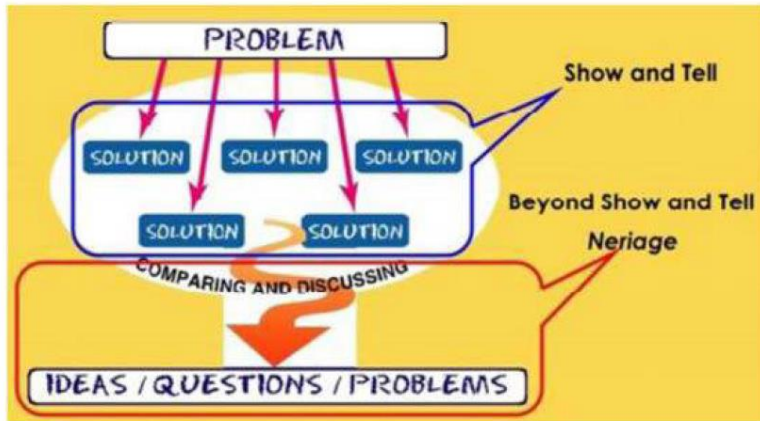 PROBLEM
Show and Tell
SOLUTION
SOLUTION
SOLUTION
Beyond Show and Tell
Neriage
SOLUTION
SOLUTION
COMPARING AND DISCUSSING
IDEAS / QUESTIONS / PROBLEMS